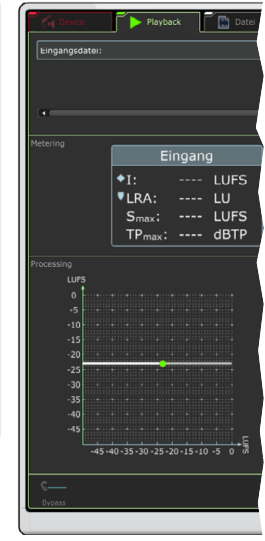 Device Playback Datei
Eingangsdatei:
Metering
Eingang
I: ---- LUFS
LRA: ---- LU
Smax: ---- LUFS
TPmax: ---- dBTP
Processing
LUFS
0
-5
-10
-15
-20
-25
-30
-35
-40
-45
-45 -40 -35 -30 -25 -20 -15 -10 -5 0
LUFS
Bypass